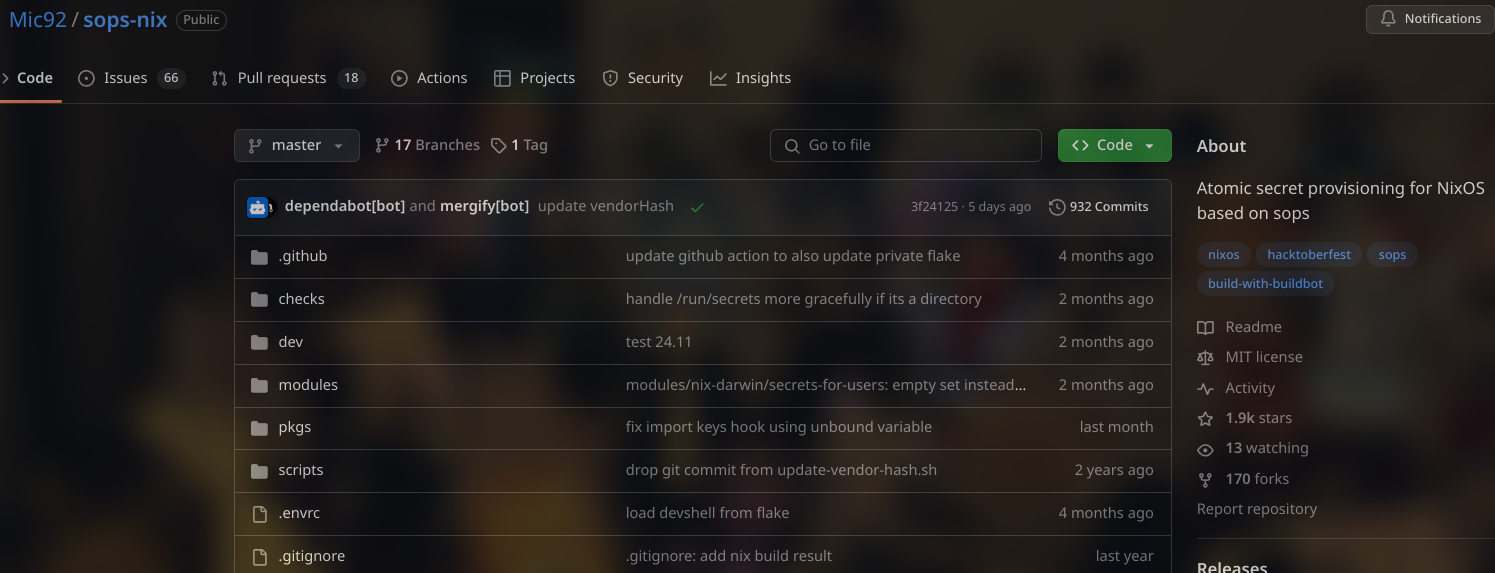 Mic92 / sops-nix Public
Notifications
Code
Issues 66
Pull requests 18
Actions
Projects
Security
Insights
master
17 Branches
1 Tag
Go to file
Code
dependabot[bot] and mergify[bot] update vendorHash
3f24125 · 5 days ago
932 Commits
.github update github action to also update private flake 4 months ago
checks handle /run/secrets more gracefully if its a directory 2 months ago
dev test 24.11 2 months ago
modules modules/nix-darwin/secrets-for-users: empty set instead… 2 months ago
pkgs fix import keys hook using unbound variable last month
scripts drop git commit from update-vendor-hash.sh 2 years ago
.envrc load devshell from flake 4 months ago
.gitignore .gitignore: add nix build result last year
About
Atomic secret provisioning for NixOS
based on sops
nixos hacktoberfest sops
build-with-buildbot
Readme
MIT license
Activity
1.9k stars
13 watching
170 forks
Report repository
Releases